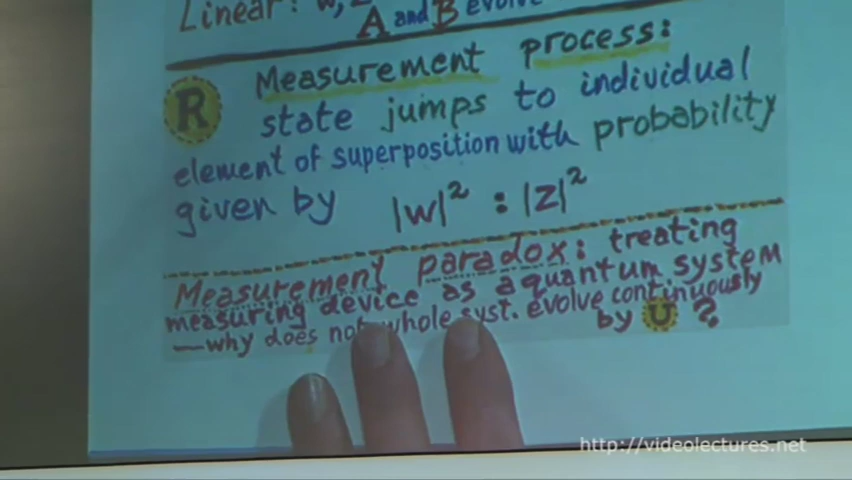 Linear: w,
A and B evolve
R Measurement process:
state jumps to individual
element of superposition with probability
given by |w|² : |z|²
Measurement paradox: treating
measuring device as a quantum system
—why does not whole syst. evolve continuously
by U ?
http://videolectures.net